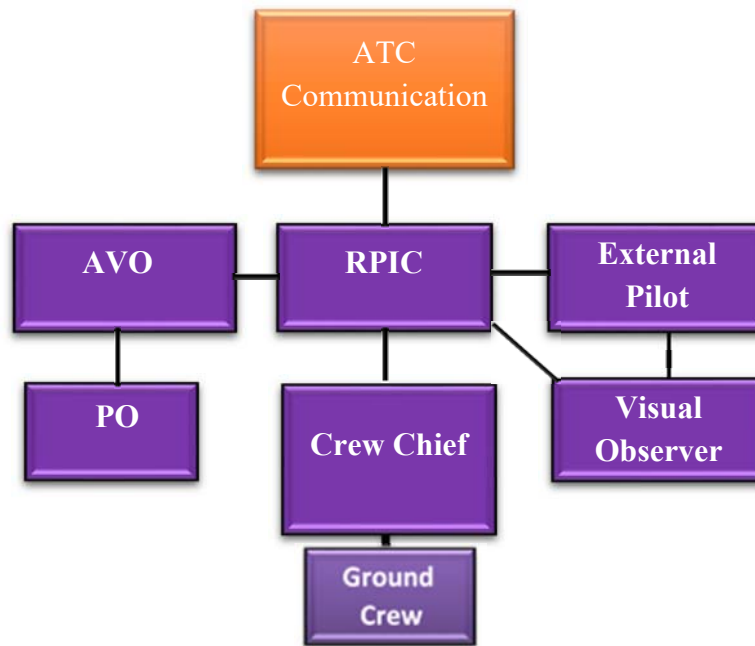 ATC
Communication
AVO
RPIC
External
Pilot
PO
Crew Chief
Visual
Observer
Ground
Crew